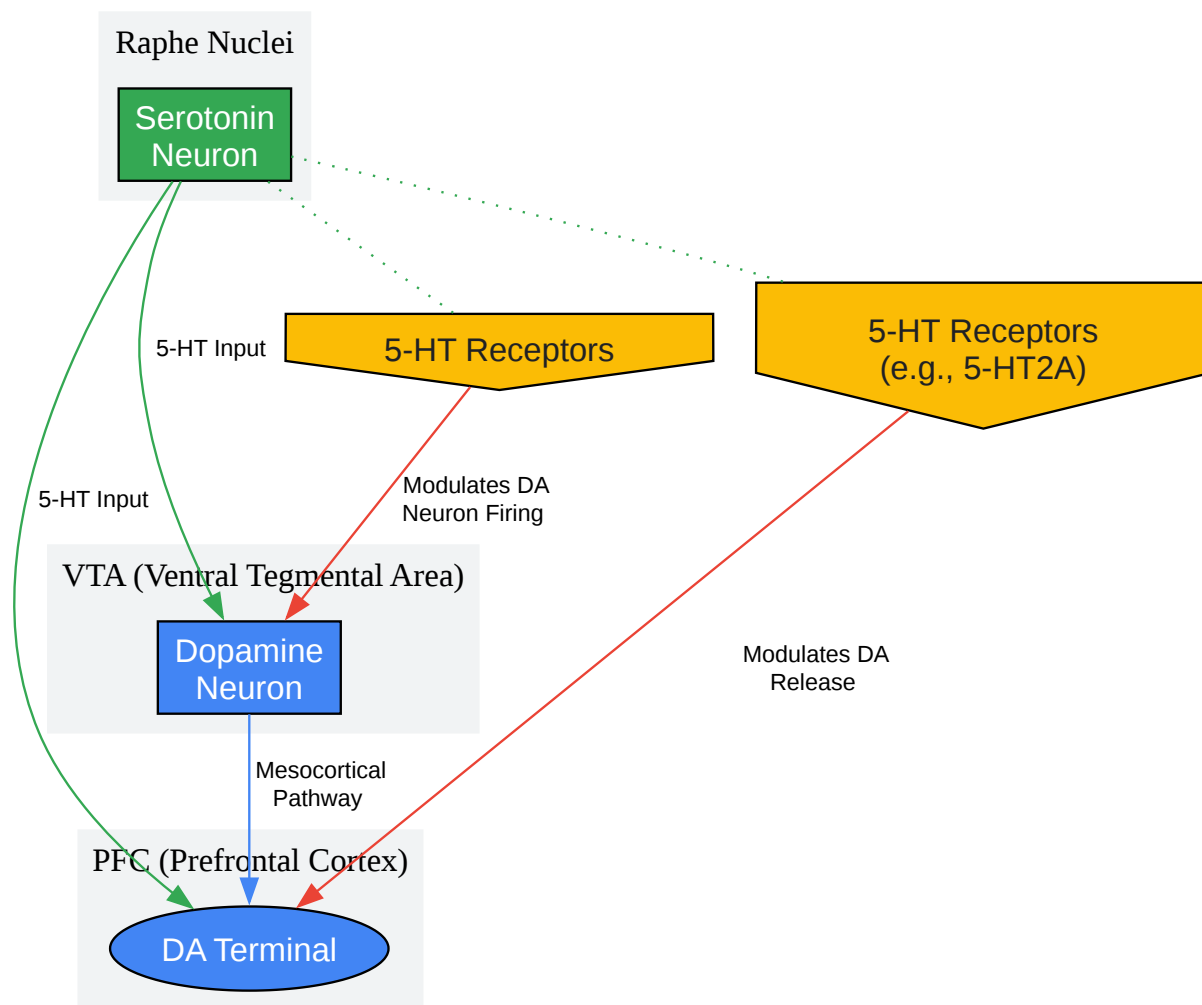 Raphe Nuclei
Serotonin
Neuron
5-HT Input
5-HT Receptors
5-HT Receptors
(e.g., 5-HT2A)
5-HT Input
Modulates DA
Neuron Firing
VTA (Ventral Tegmental Area)
Dopamine
Neuron
Modulates DA
Release
Mesocortical
Pathway
PFC (Prefrontal Cortex)
DA Terminal